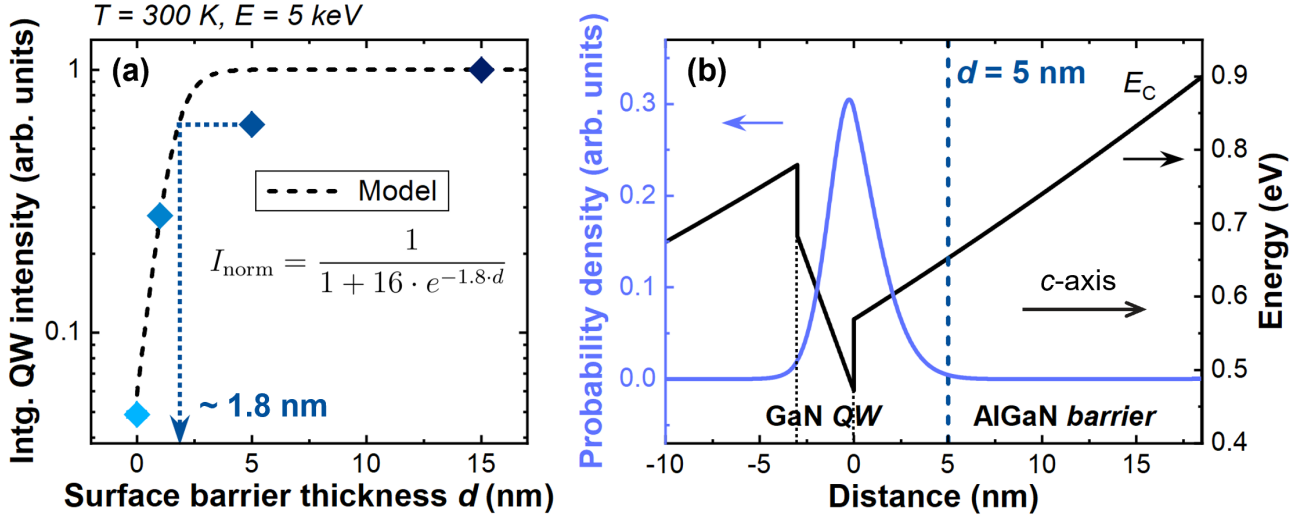 T = 300 K, E = 5 keV
(a)
Intg. QW intensity (arb. units)
1
0.1
Model
I_norm = 1 / (1 + 16 · e^{-1.8·d})
~ 1.8 nm
0 5 10 15
Surface barrier thickness d (nm)
(b)
Probability density (arb. units)
0.3
0.2
0.1
0.0
d = 5 nm
E_C
c-axis
GaN QW
AlGaN barrier
0.9
0.8
0.7
0.6
0.5
0.4
Energy (eV)
-10 -5 0 5 10 15
Distance (nm)